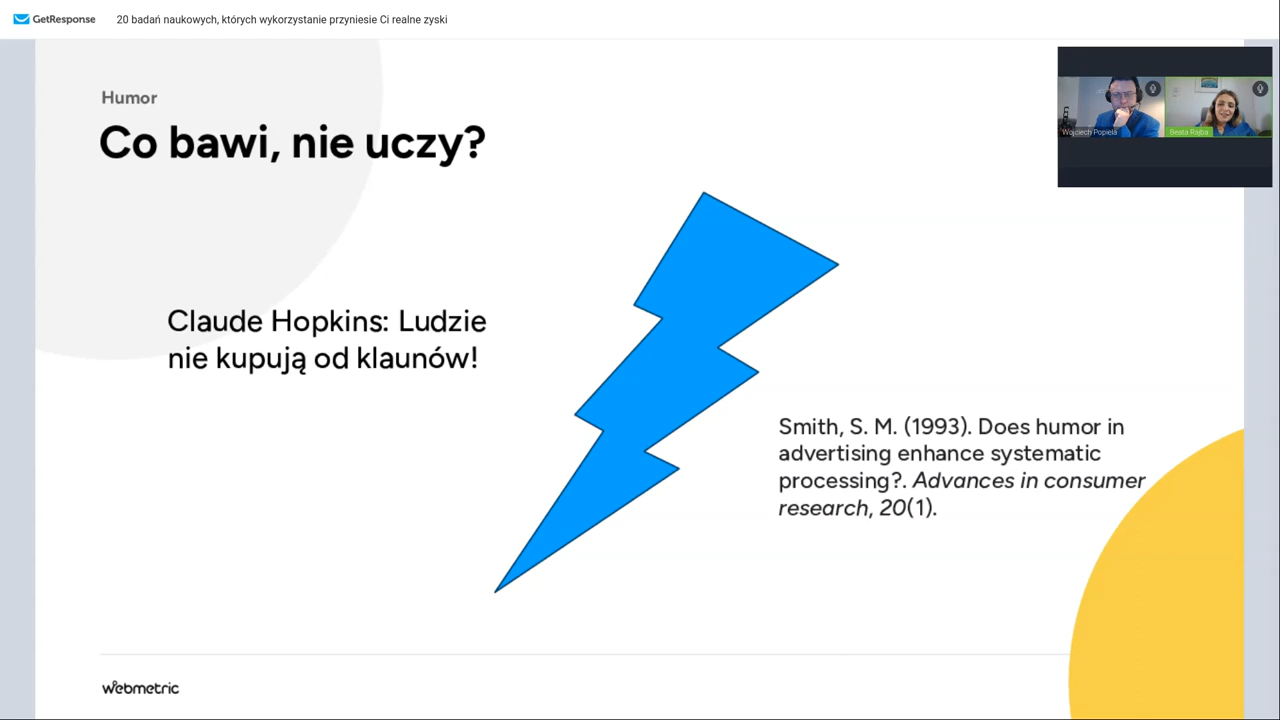 GetResponse
20 badań naukowych, których wykorzystanie przyniesie Ci realne zyski
Humor
Co bawi, nie uczy?
Wojciech Popiela
Beata Rajba
Claude Hopkins: Ludzie
nie kupują od klaunów!
Smith, S. M. (1993). Does humor in
advertising enhance systematic
processing?. Advances in consumer
research, 20(1).
webmetric